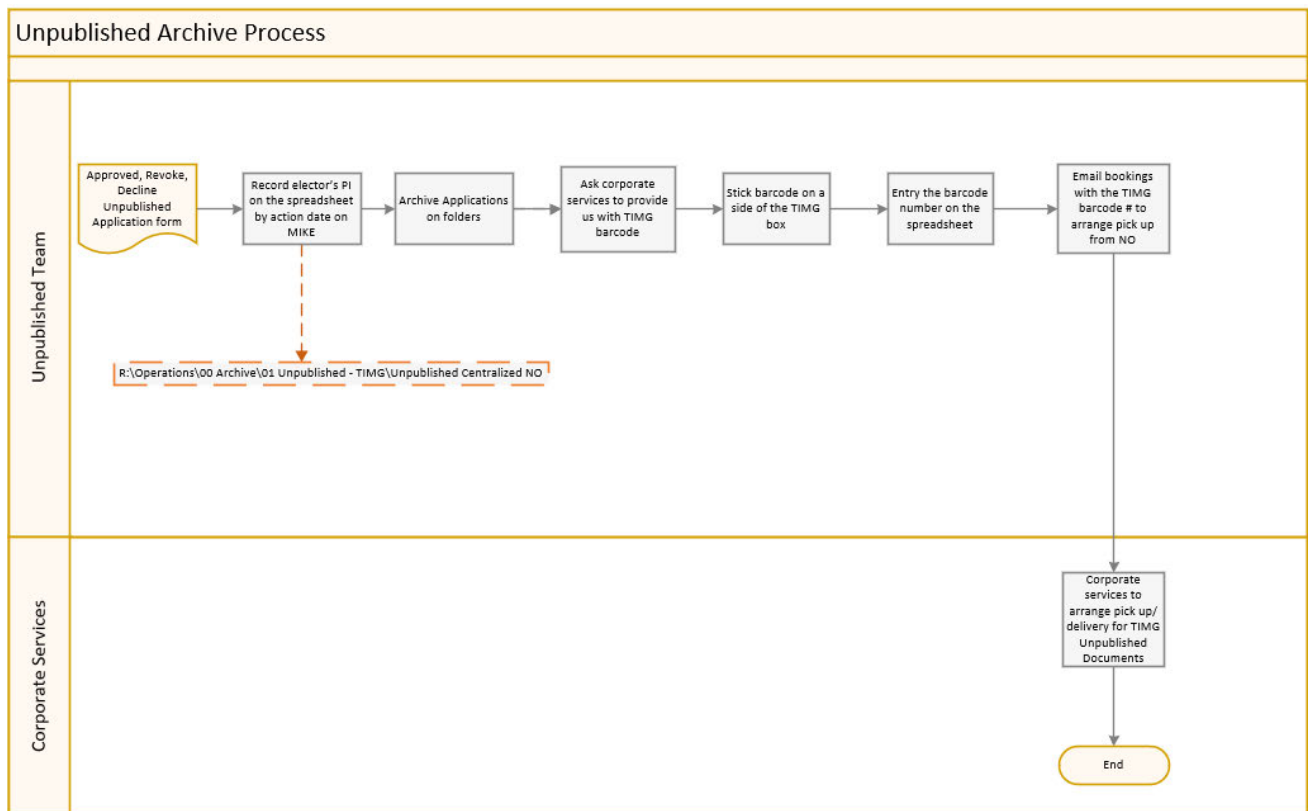 Unpublished Archive Process
Unpublished Team
Approved, Revoke,
Decline
Unpublished
Application form
Record elector's PI
on the spreadsheet
by action date on
MIKE
Archive Applications
on folders
Ask corporate
services to provide
us with TIMG
barcode
Stick barcode on a
side of the TIMG
box
Entry the barcode
number on the
spreadsheet
Email bookings
with the TIMG
barcode # to
arrange pick up
from NO
R:\Operations\00 Archive\01 Unpublished - TIMG\Unpublished Centralized NO
Corporate Services
Corporate
services to
arrange pick up/
delivery for TIMG
Unpublished
Documents
End